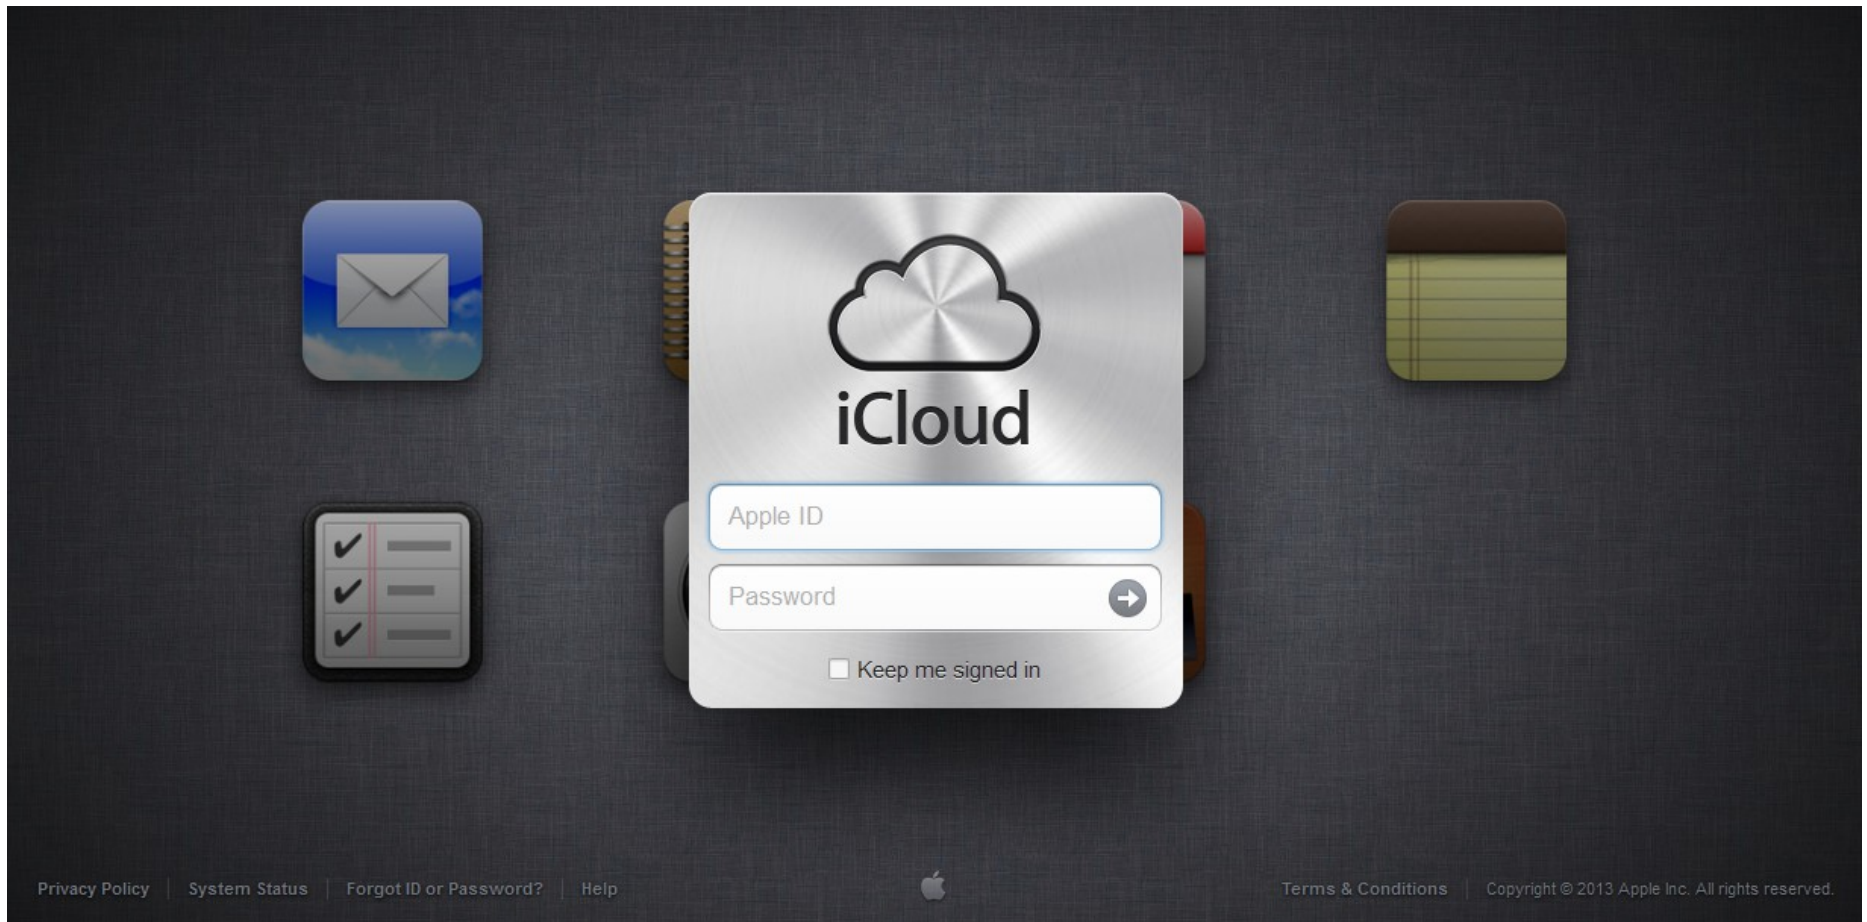 iCloud
Apple ID
Password
Keep me signed in
Privacy Policy | System Status | Forgot ID or Password? | Help
Terms & Conditions | Copyright © 2013 Apple Inc. All rights reserved.